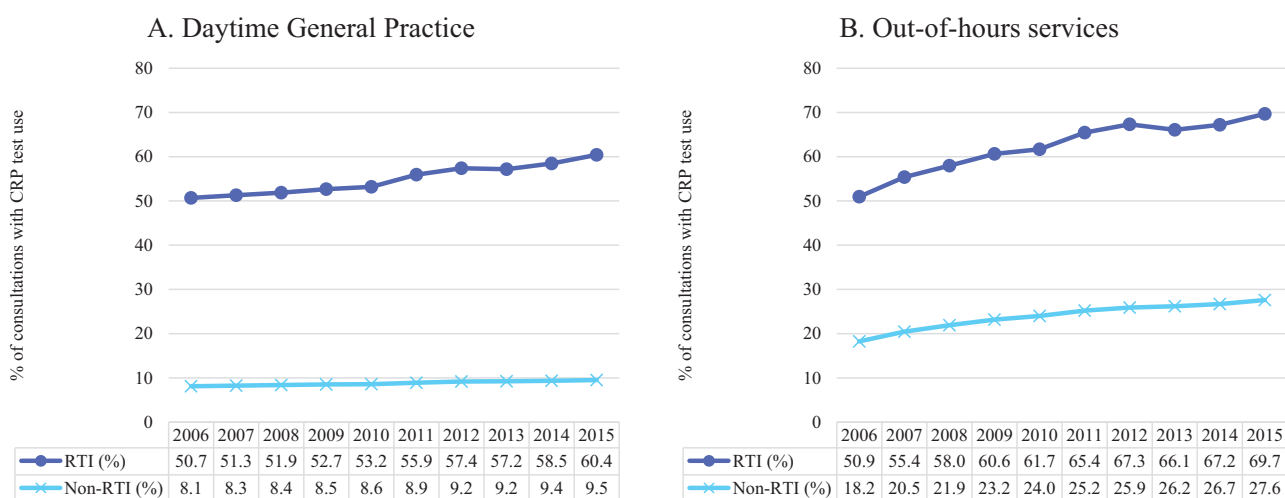 A. Daytime General Practice
% of consultations with CRP test use
80
70
60
50
40
30
20
10
0
2006 2007 2008 2009 2010 2011 2012 2013 2014 2015
RTI (%) 50.7 51.3 51.9 52.7 53.2 55.9 57.4 57.2 58.5 60.4
Non-RTI (%) 8.1 8.3 8.4 8.5 8.6 8.9 9.2 9.2 9.4 9.5
B. Out-of-hours services
% of consultations with CRP test use
80
70
60
50
40
30
20
10
0
2006 2007 2008 2009 2010 2011 2012 2013 2014 2015
RTI (%) 50.9 55.4 58.0 60.6 61.7 65.4 67.3 66.1 67.2 69.7
Non-RTI (%) 18.2 20.5 21.9 23.2 24.0 25.2 25.9 26.2 26.7 27.6